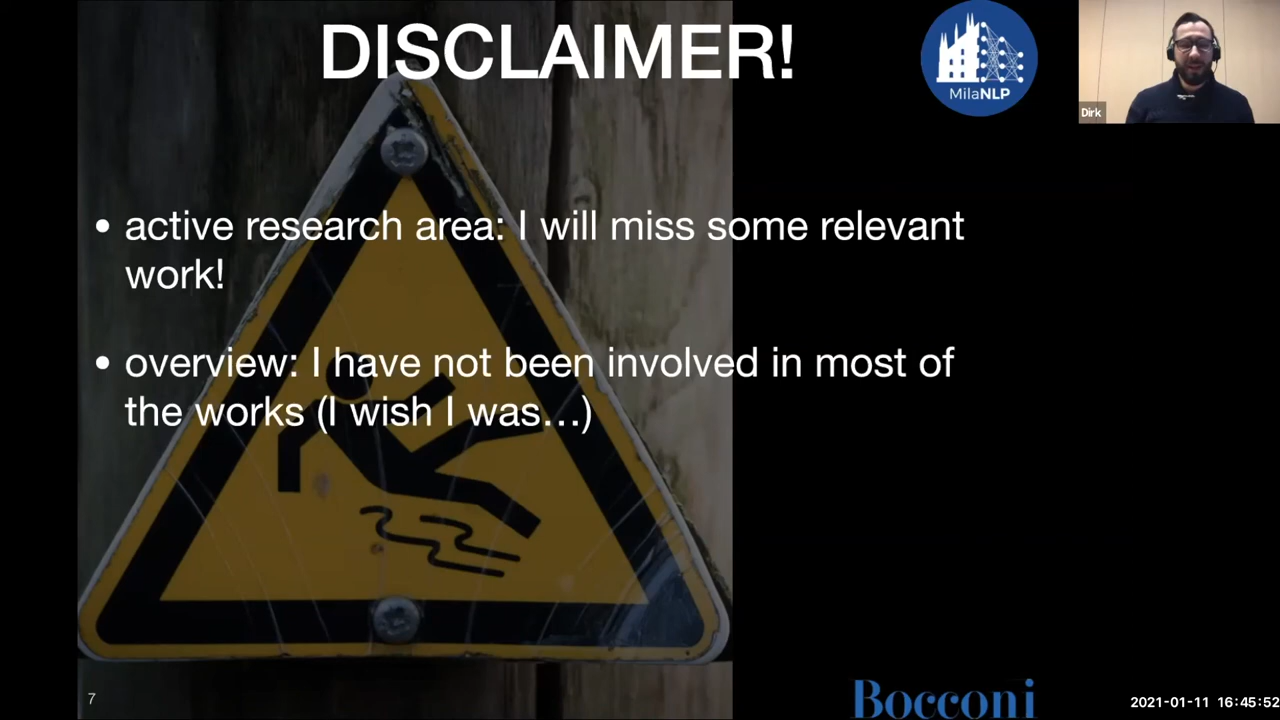 DISCLAIMER!
MilaNLP
Dirk
• active research area: I will miss some relevant
work!
• overview: I have not been involved in most of
the works (I wish I was…)
7
Bocconi
2021-01-11 16:45:52